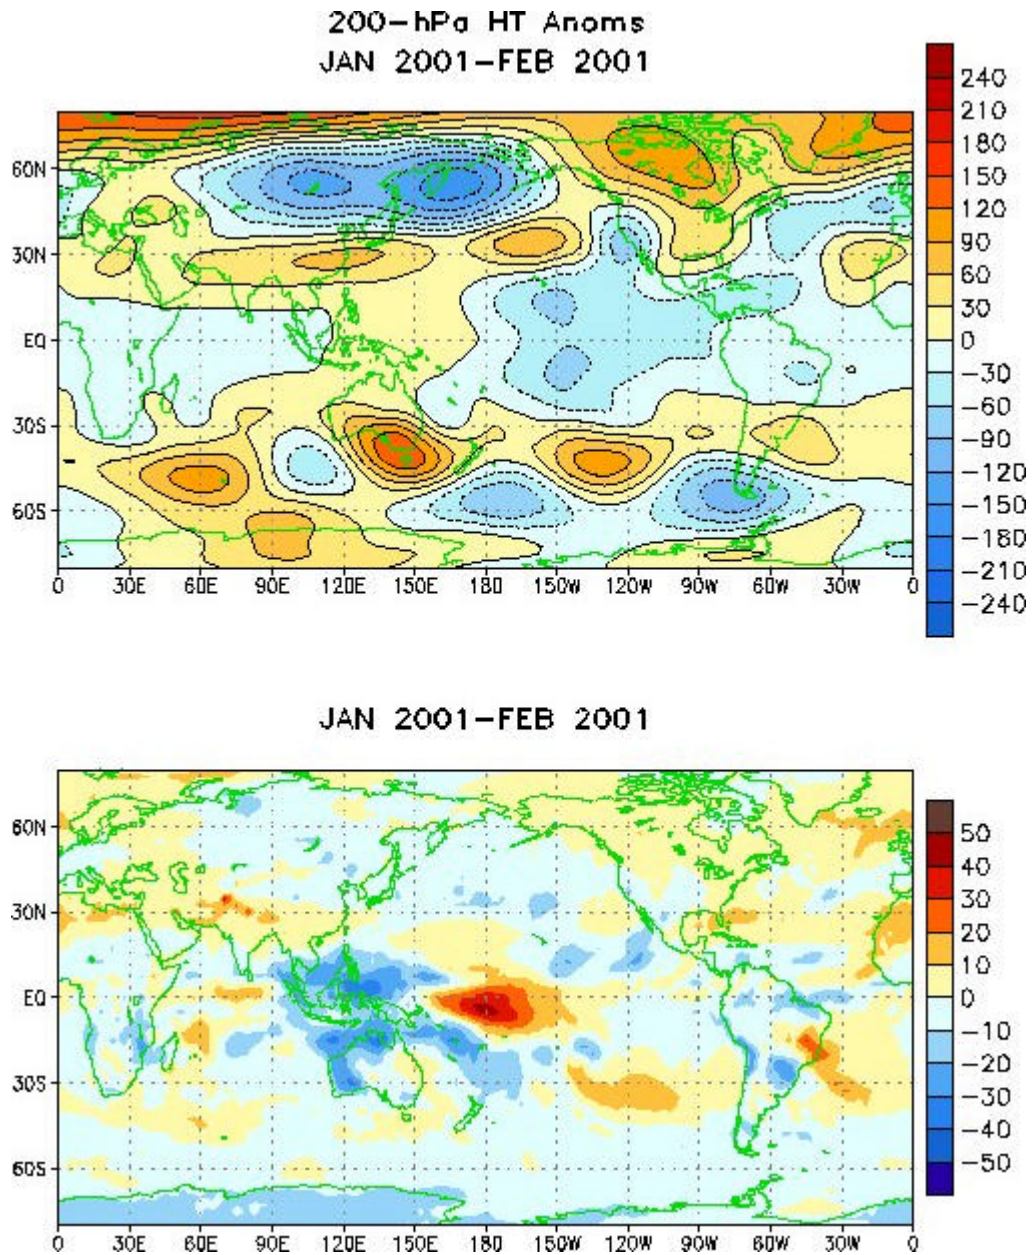 200-hPa HT Anoms
JAN 2001-FEB 2001
60N
30N
EQ
30S
60S
0 30E 60E 90E 120E 150E 180 150W 120W 90W 60W 30W 0
240
210
180
150
120
90
60
30
0
-30
-60
-90
-120
-150
-180
-210
-240
JAN 2001-FEB 2001
60N
30N
EQ
30S
60S
0 30E 60E 90E 120E 150E 180 150W 120W 90W 60W 30W 0
50
40
30
20
10
0
-10
-20
-30
-40
-50